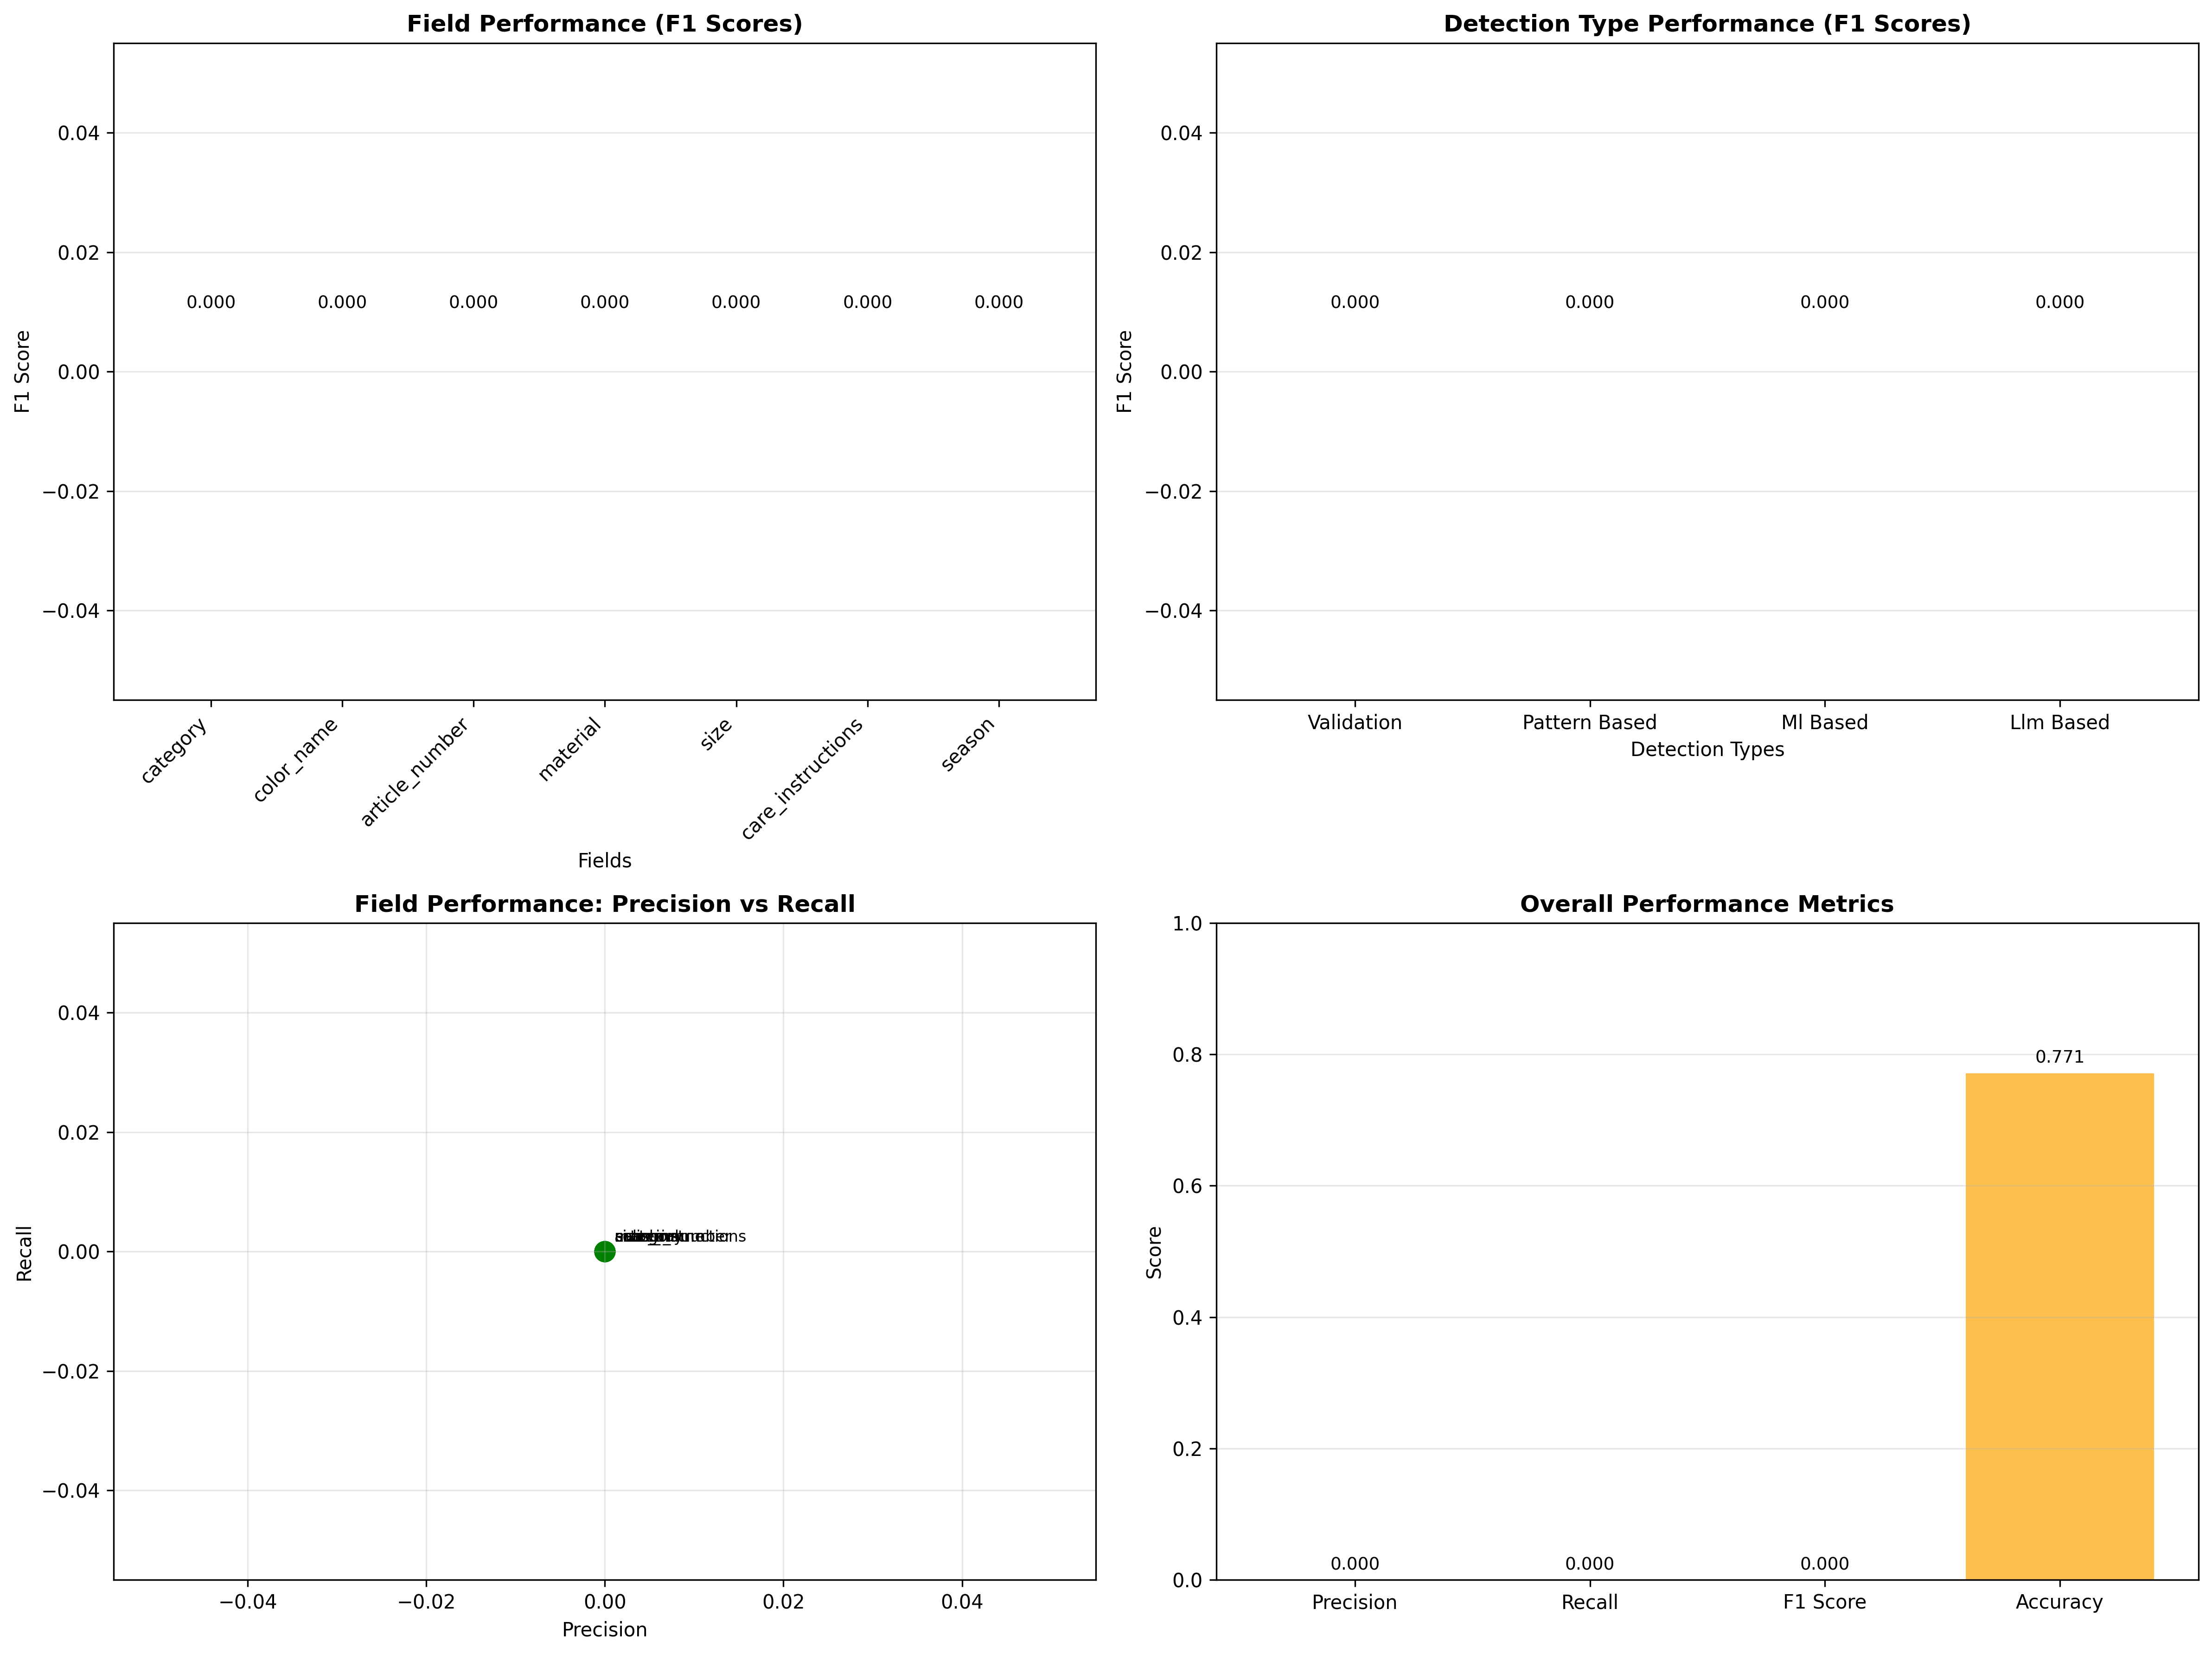 Field Performance (F1 Scores)
F1 Score
0.04
0.02
0.00
−0.02
−0.04
0.000 0.000 0.000 0.000 0.000 0.000 0.000
category
color_name
article_number
material
size
care_instructions
season
Fields
Detection Type Performance (F1 Scores)
F1 Score
0.04
0.02
0.00
−0.02
−0.04
0.000 0.000 0.000 0.000
Validation Pattern Based Ml Based Llm Based
Detection Types
Field Performance: Precision vs Recall
Recall
0.04
0.02
0.00
−0.02
−0.04
−0.04 −0.02 0.00 0.02 0.04
Precision
Overall Performance Metrics
Score
1.0
0.8
0.6
0.4
0.2
0.0
0.000 0.000 0.000 0.771
Precision Recall F1 Score Accuracy